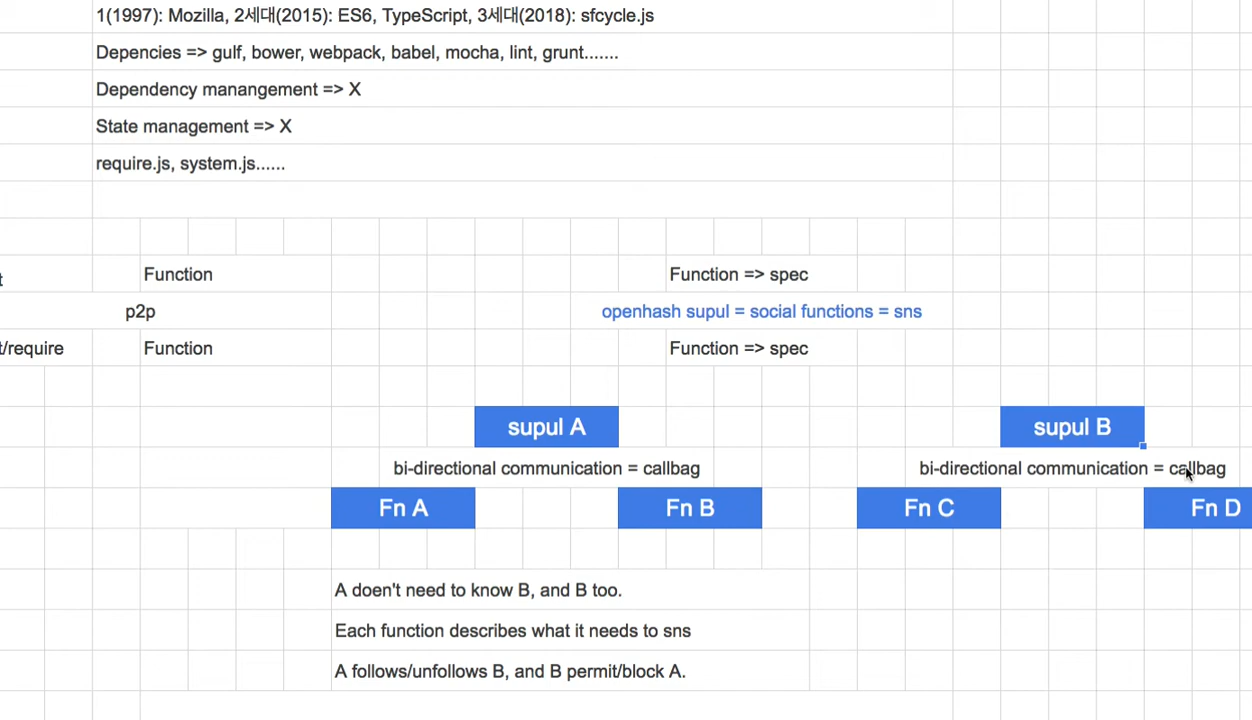 1(1997): Mozilla, 2세대(2015): ES6, TypeScript, 3세대(2018): sfcycle.js
Depencies => gulf, bower, webpack, babel, mocha, lint, grunt.......
Dependency manangement => X
State management => X
require.js, system.js......
t Function Function => spec
p2p openhash supul = social functions = sns
t/require Function Function => spec
supul A supul B
bi-directional communication = callbag bi-directional communication = callbag
Fn A Fn B Fn C Fn D
A doen't need to know B, and B too.
Each function describes what it needs to sns
A follows/unfollows B, and B permit/block A.